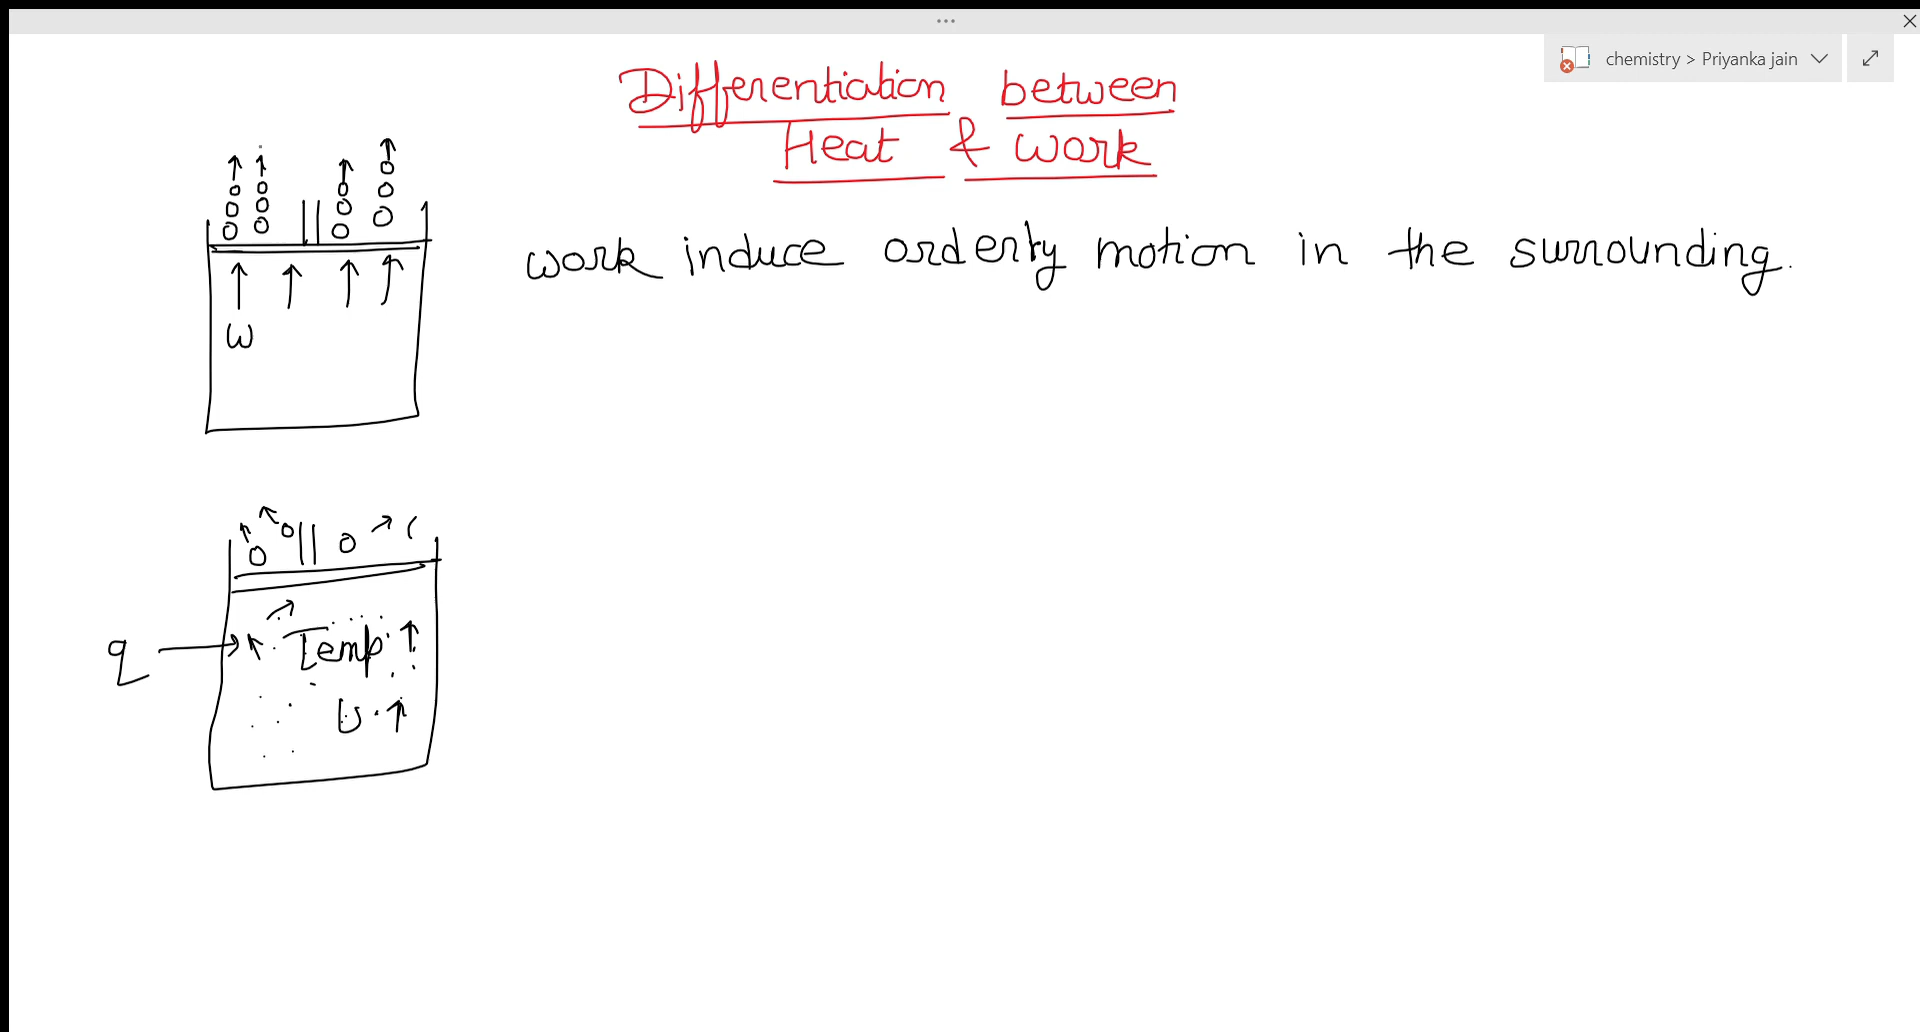 chemistry > Priyanka jain
Differentiation between
Heat & work
work induce orderly motion in the surrounding.
W
q
Temp ↑
U ↑